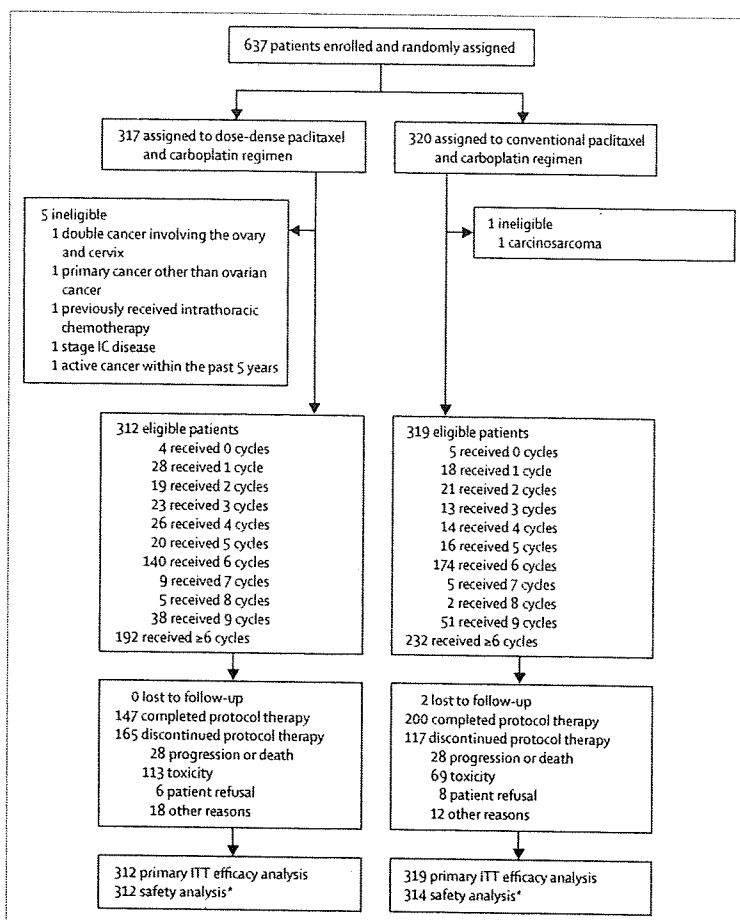 637 patients enrolled and randomly assigned
317 assigned to dose-dense paclitaxel
and carboplatin regimen
320 assigned to conventional paclitaxel
and carboplatin regimen
5 ineligible
1 double cancer involving the ovary
and cervix
1 primary cancer other than ovarian
cancer
1 previously received intrathoracic
chemotherapy
1 stage IC disease
1 active cancer within the past 5 years
1 ineligible
1 carcinosarcoma
312 eligible patients
4 received 0 cycles
28 received 1 cycle
19 received 2 cycles
23 received 3 cycles
26 received 4 cycles
20 received 5 cycles
140 received 6 cycles
9 received 7 cycles
5 received 8 cycles
38 received 9 cycles
192 received ≥6 cycles
319 eligible patients
5 received 0 cycles
18 received 1 cycle
21 received 2 cycles
13 received 3 cycles
14 received 4 cycles
16 received 5 cycles
174 received 6 cycles
5 received 7 cycles
2 received 8 cycles
51 received 9 cycles
232 received ≥6 cycles
0 lost to follow-up
147 completed protocol therapy
165 discontinued protocol therapy
28 progression or death
113 toxicity
6 patient refusal
18 other reasons
2 lost to follow-up
200 completed protocol therapy
117 discontinued protocol therapy
28 progression or death
69 toxicity
8 patient refusal
12 other reasons
312 primary ITT efficacy analysis
312 safety analysis*
319 primary ITT efficacy analysis
314 safety analysis*